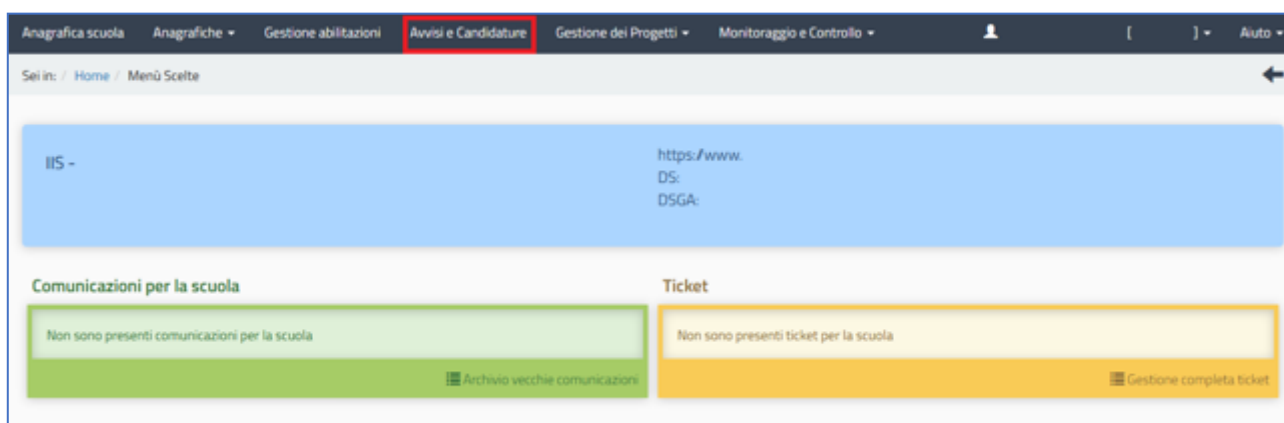 Anagrafica scuola Anagrafiche Gestione abilitazioni Avvisi e Candidature Gestione dei Progetti Monitoraggio e Controllo [ ] Aiuto
Sei in: / Home / Menù Scelte
IIS -
https://www.
DS:
DSGA:
Comunicazioni per la scuola
Non sono presenti comunicazioni per la scuola
Archivio vecchie comunicazioni
Ticket
Non sono presenti ticket per la scuola
Gestione completa ticket